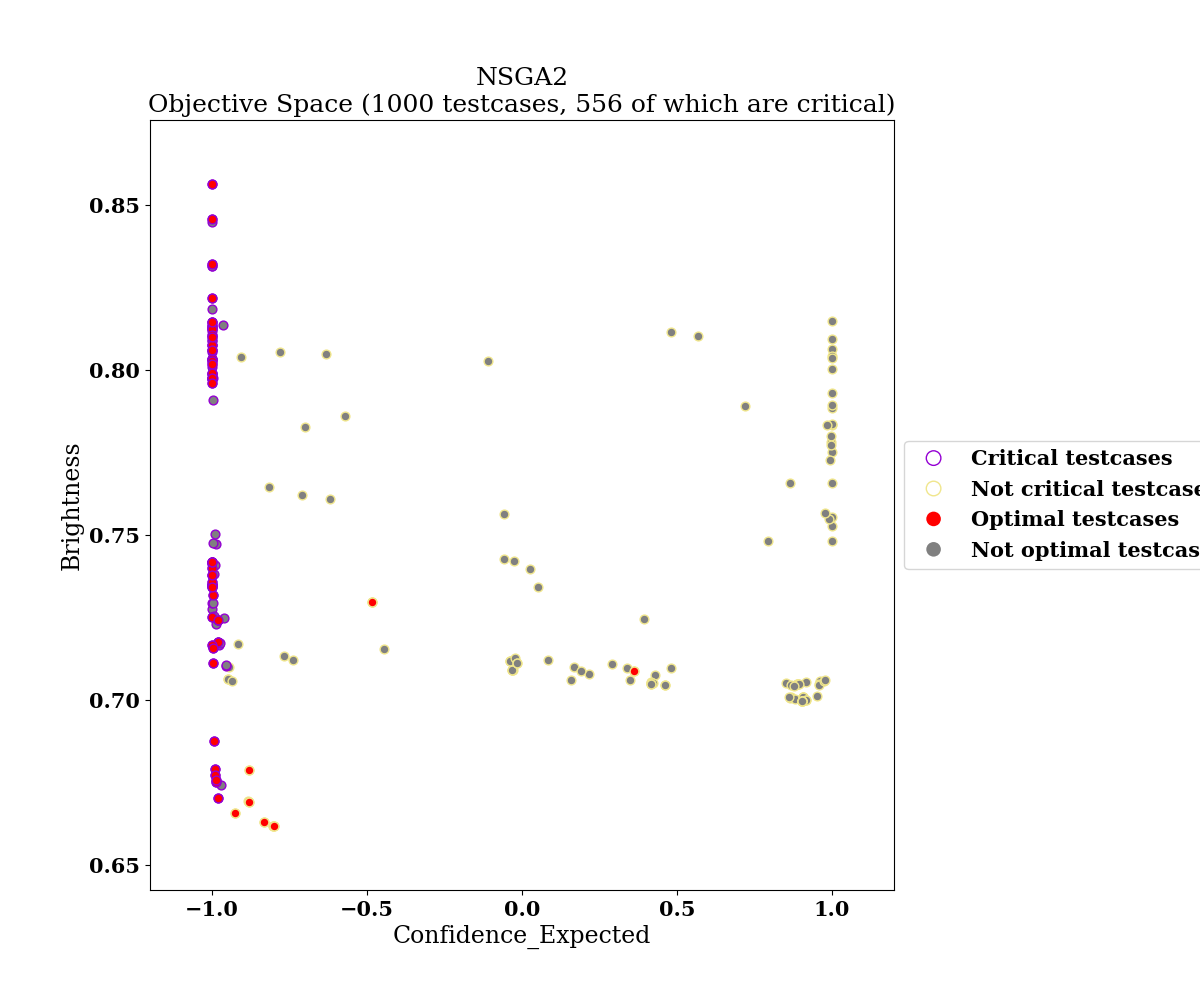 NSGA2
Objective Space (1000 testcases, 556 of which are critical)
0.85
0.80
0.75
0.70
0.65
Brightness
−1.0 −0.5 0.0 0.5 1.0
Confidence_Expected
Critical testcases
Not critical testcase
Optimal testcases
Not optimal testcas